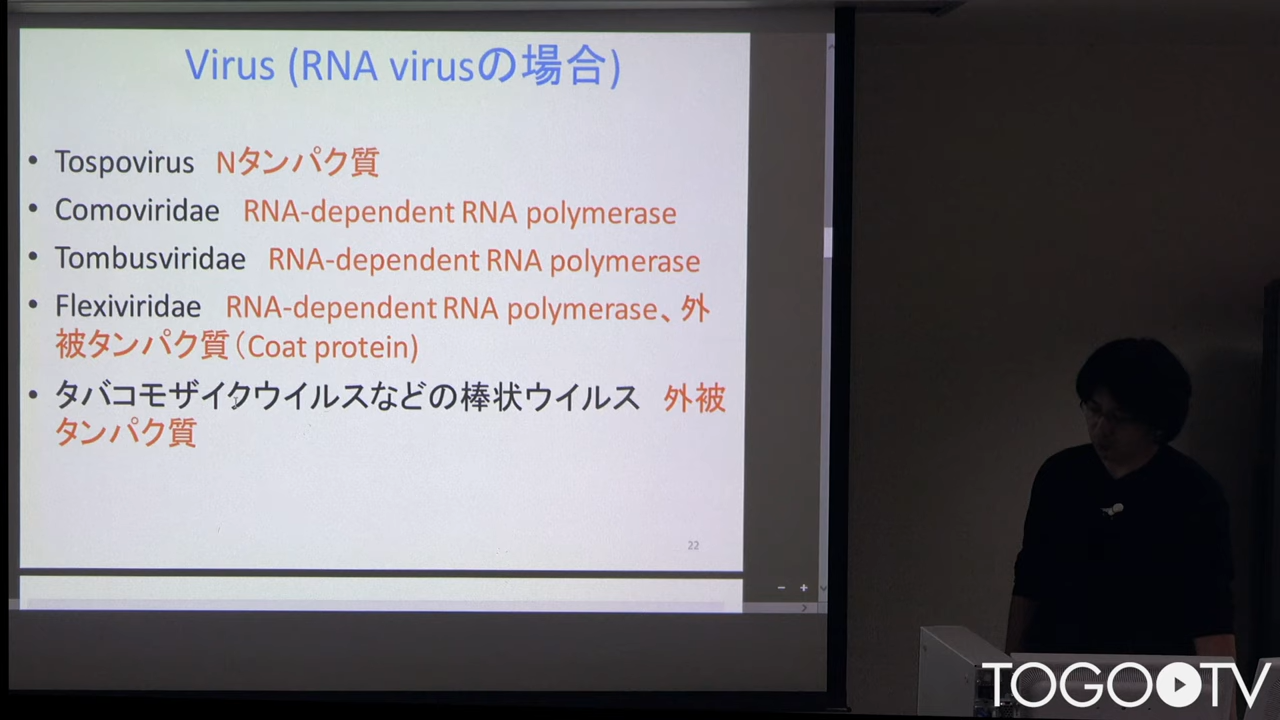 Virus (RNA virusの場合)
• Tospovirus Nタンパク質
• Comoviridae RNA-dependent RNA polymerase
• Tombusviridae RNA-dependent RNA polymerase
• Flexiviridae RNA-dependent RNA polymerase、外
被タンパク質（Coat protein)
• タバコモザイクウイルスなどの棒状ウイルス 外被
タンパク質
22
TOGOTV